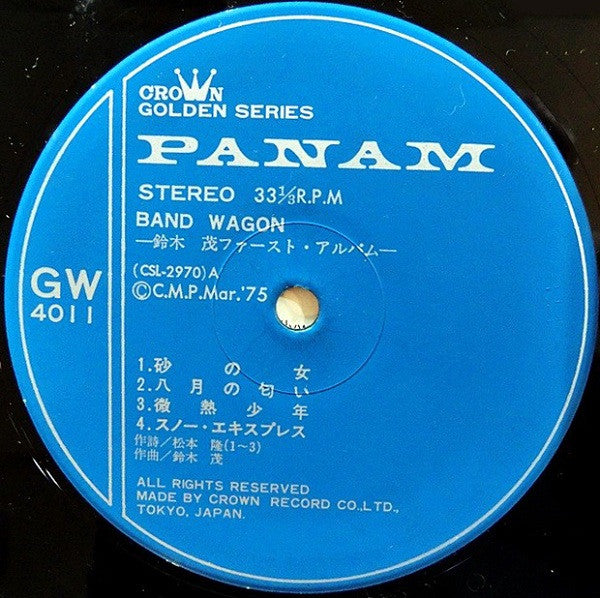 CROWN
GOLDEN SERIES
PANAM
STEREO 33⅓R.P.M
BAND WAGON
—鈴木 茂ファースト・アルバム—
(CSL-2970)A
ⒸC.M.P.Mar.'75
GW
4011
1.砂の女
2.八月の匂い
3.微熱少年
4.スノー・エキスプレス
作詩/松本 隆(1~3)
作曲/鈴木 茂
ALL RIGHTS RESERVED
MADE BY CROWN RECORD CO.,LTD.,
TOKYO, JAPAN.